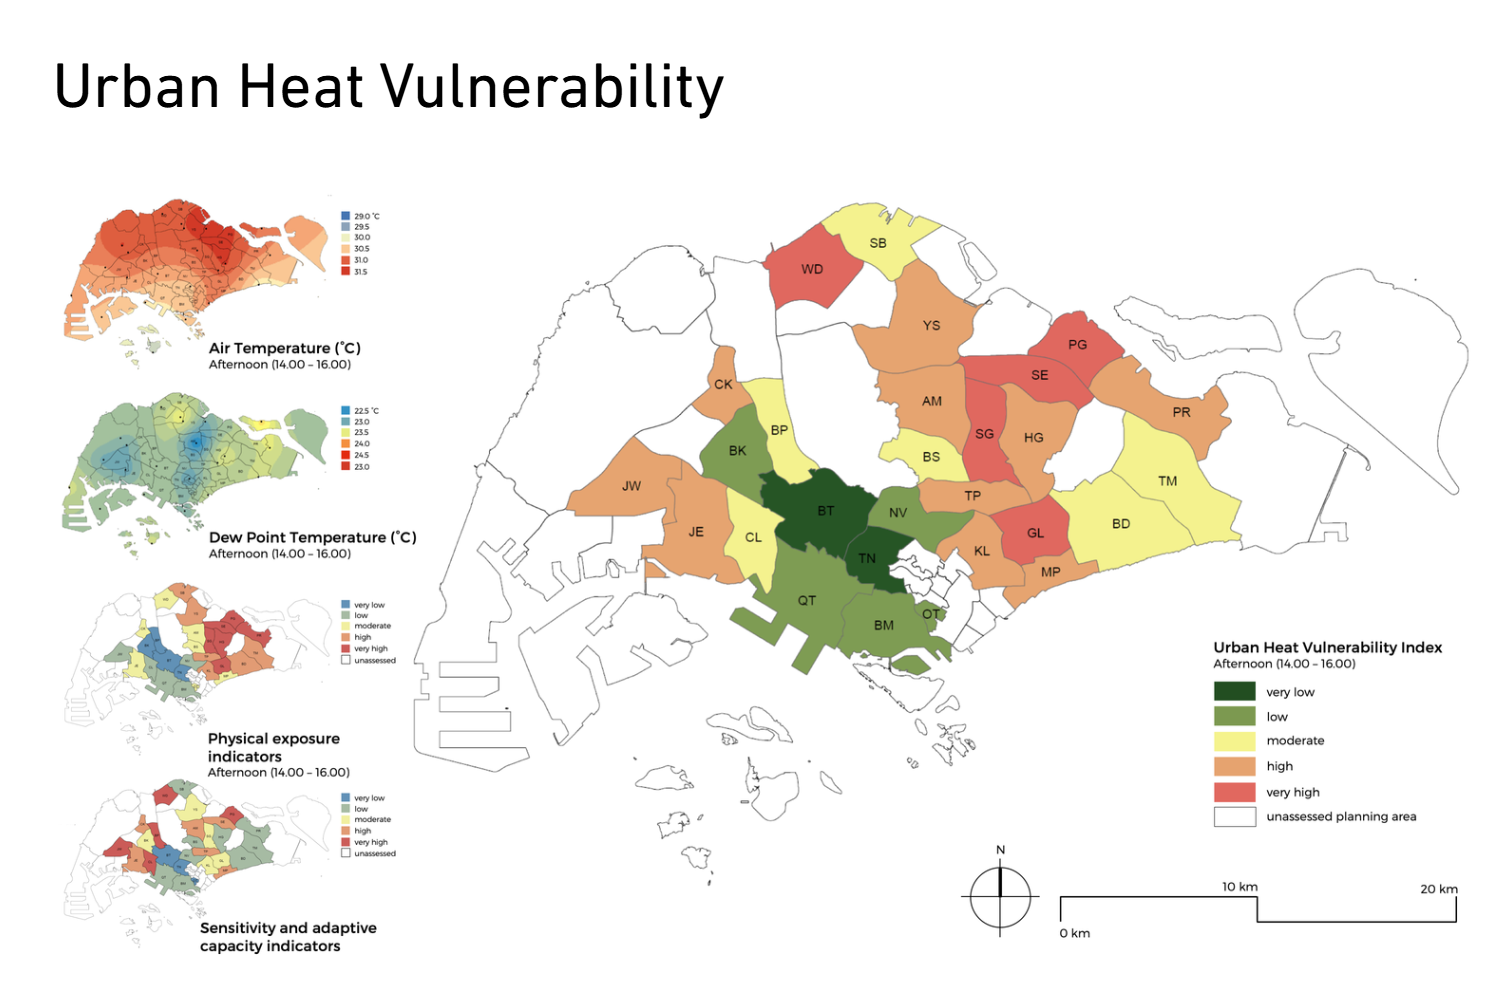 Urban Heat Vulnerability
29.0 °C
29.5
30.0
30.5
31.0
31.5
Air Temperature (°C)
Afternoon (14.00 – 16.00)
22.5 °C
23.0
23.5
24.0
24.5
23.0
Dew Point Temperature (°C)
Afternoon (14.00 – 16.00)
very low
low
moderate
high
very high
unassessed
Physical exposure
indicators
Afternoon (14.00 – 16.00)
very low
low
moderate
high
very high
unassessed
Sensitivity and adaptive
capacity indicators
SB
WD
YS
PG
SE
CK
AM
PR
BP
SG
HG
BK
BS
TM
JW
TP
BT
NV
BD
JE
CL
GL
KL
TN
MP
QT
OT
BM
Urban Heat Vulnerability Index
Afternoon (14.00 – 16.00)
very low
low
moderate
high
very high
unassessed planning area
N
10 km
20 km
0 km